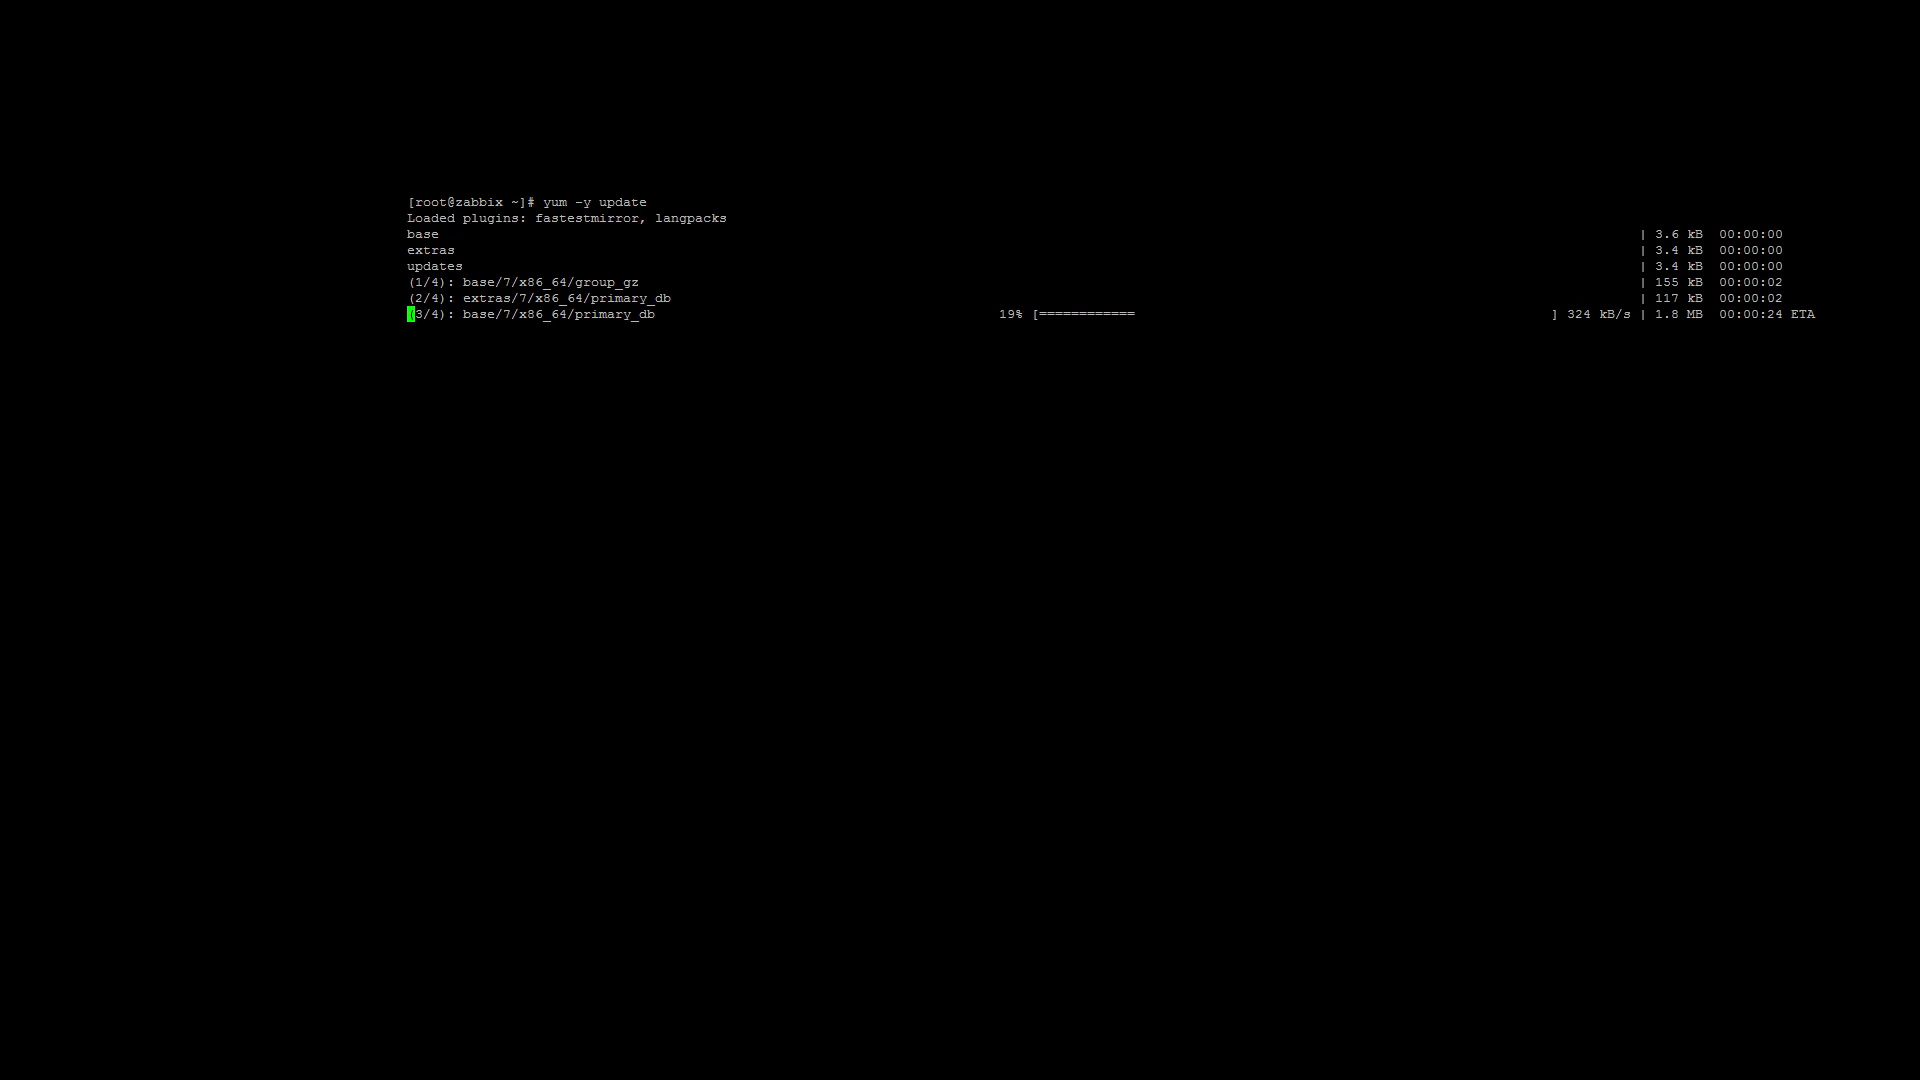 [root@zabbix ~]# yum -y update
Loaded plugins: fastestmirror, langpacks
base | 3.6 kB 00:00:00
extras | 3.4 kB 00:00:00
updates | 3.4 kB 00:00:00
(1/4): base/7/x86_64/group_gz | 155 kB 00:00:02
(2/4): extras/7/x86_64/primary_db | 117 kB 00:00:02
(3/4): base/7/x86_64/primary_db 19% [============ ] 324 kB/s | 1.8 MB 00:00:24 ETA